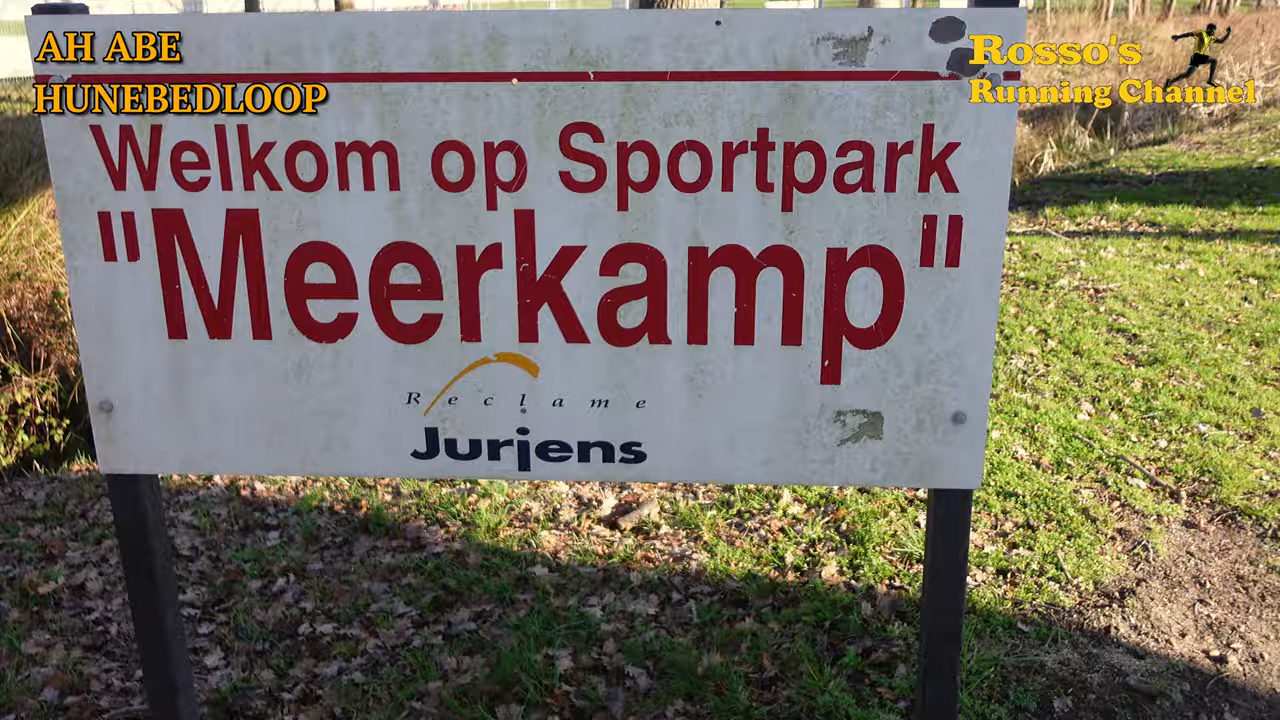 AH ABE
HUNEBEDLOOP
Rosso's
Running Channel
Welkom op Sportpark
"Meerkamp"
Reclame
Jurjens